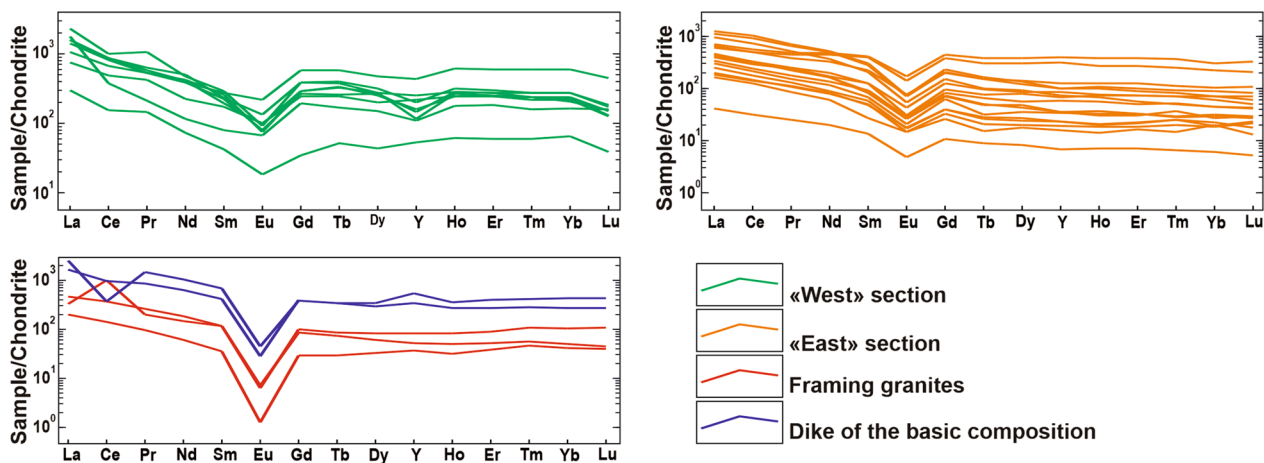 Sample/Chondrite
10³
10²
10¹
La Ce Pr Nd Sm Eu Gd Tb Dy Y Ho Er Tm Yb Lu
Sample/Chondrite
10³
10²
10¹
10⁰
La Ce Pr Nd Sm Eu Gd Tb Dy Y Ho Er Tm Yb Lu
Sample/Chondrite
10³
10²
10¹
10⁰
La Ce Pr Nd Sm Eu Gd Tb Dy Y Ho Er Tm Yb Lu
«West» section
«East» section
Framing granites
Dike of the basic composition